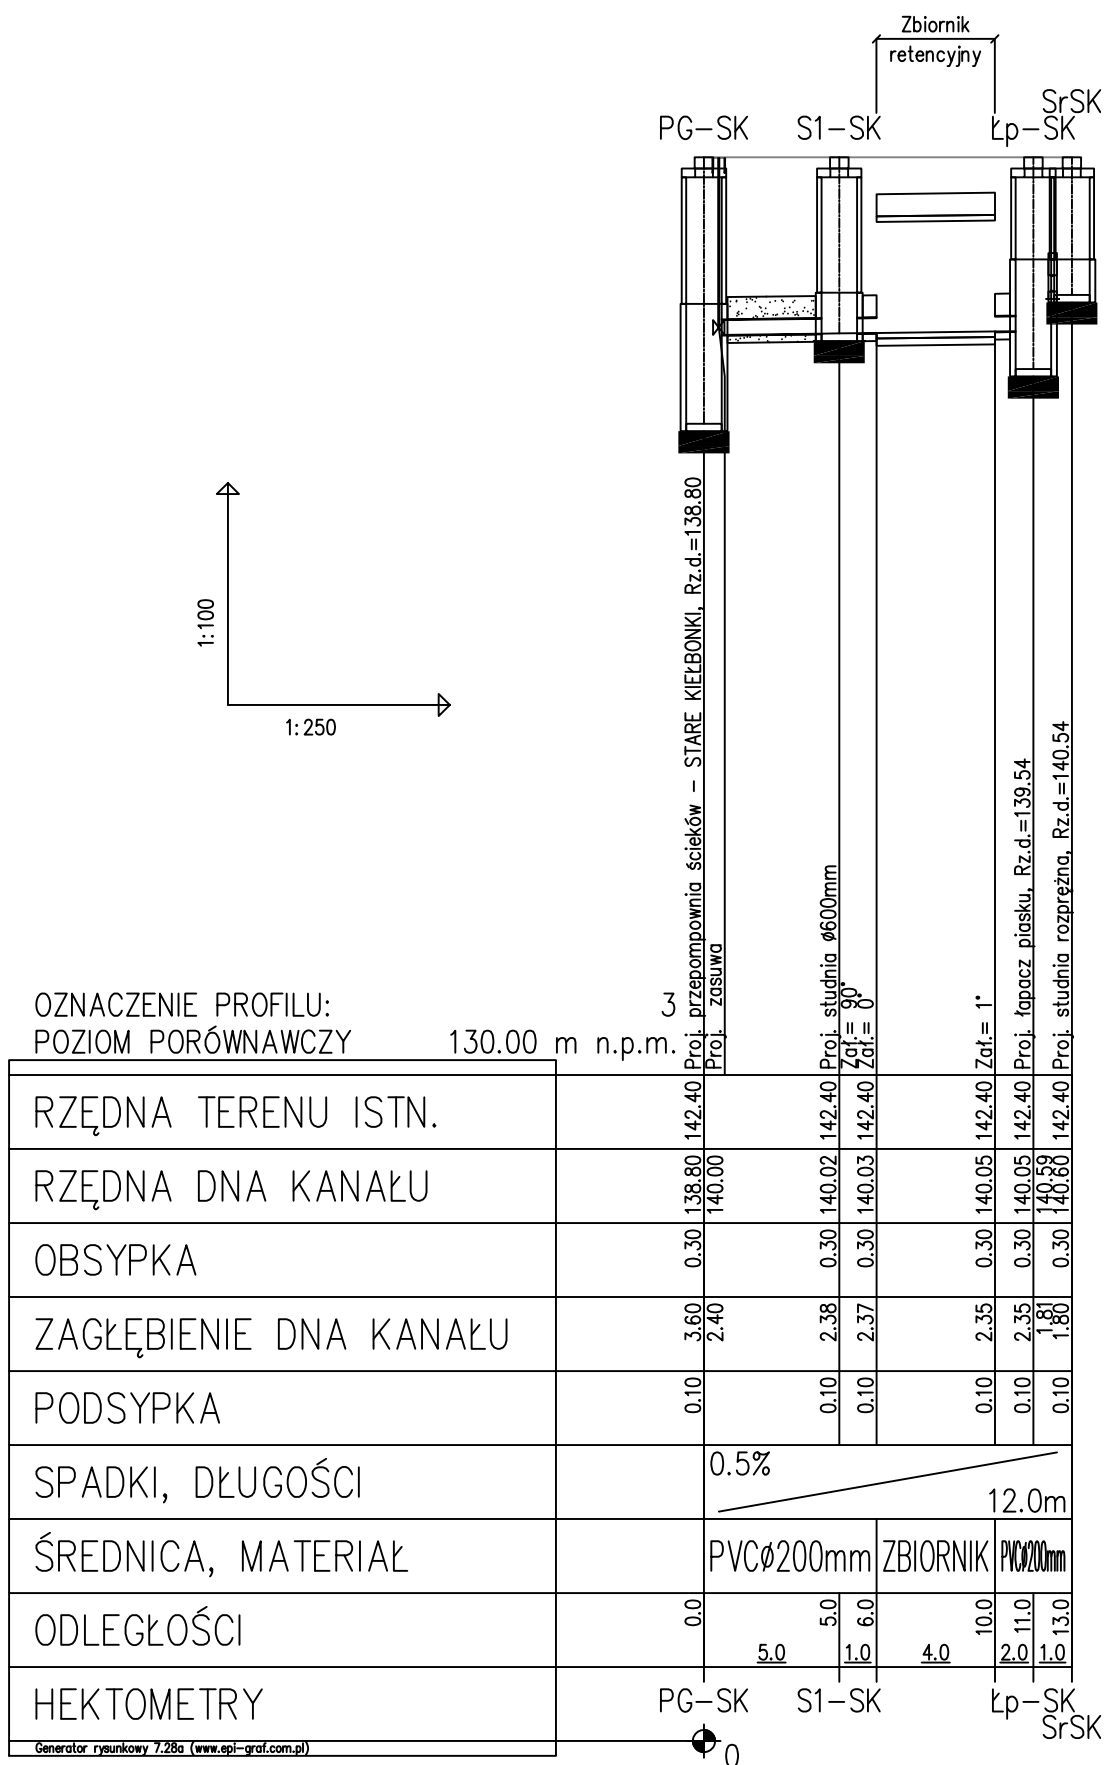 Zbiornik
retencyjny
SrSK
PG-SK S1-SK Łp-SK
1:100
1:250
Proj. przepompownia ścieków - STARE KIEŁBONKI, Rz.d.=138.80
Proj. zasuwa
Proj. studnia ø600mm
Zał.= 90°
Zał.= 0°
Zał.= 1°
Proj. łapacz piasku, Rz.d.=139.54
Proj. studnia rozprężna, Rz.d.=140.54
OZNACZENIE PROFILU: 3
POZIOM PORÓWNAWCZY 130.00 m n.p.m.
RZĘDNA TERENU ISTN. 142.40 142.40 142.40 142.40 142.40 142.40
RZĘDNA DNA KANAŁU 138.80 140.00 140.02 140.03 140.05 140.05 140.59 140.60
OBSYPKA 0.30 0.30 0.30 0.30 0.30 0.30
ZAGŁĘBIENIE DNA KANAŁU 3.60 2.40 2.38 2.37 2.35 2.35 1.81 1.80
PODSYPKA 0.10 0.10 0.10 0.10 0.10 0.10
SPADKI, DŁUGOŚCI 0.5% 12.0m
ŚREDNICA, MATERIAŁ PVCø200mm ZBIORNIK PVCø200mm
ODLEGŁOŚCI 0.0 5.0 6.0 10.0 11.0 13.0
5.0 1.0 4.0 2.0 1.0
HEKTOMETRY PG-SK S1-SK Łp-SK
SrSK
Generator rysunkowy 7.28a (www.epi-graf.com.pl)
0